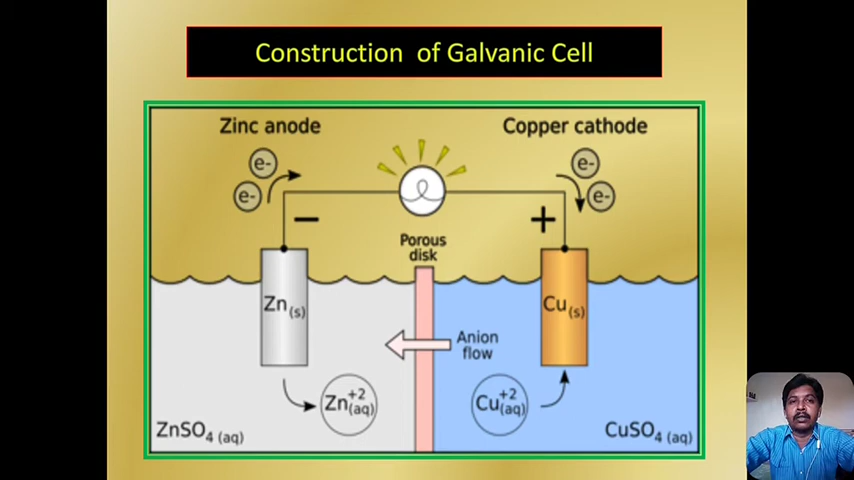 Construction of Galvanic Cell
Zinc anode
Copper cathode
e-
e-
e-
e-
−
+
Porous
disk
Zn(s)
Cu(s)
Anion
flow
Zn+2(aq)
Cu+2(aq)
ZnSO4 (aq)
CuSO4 (aq)